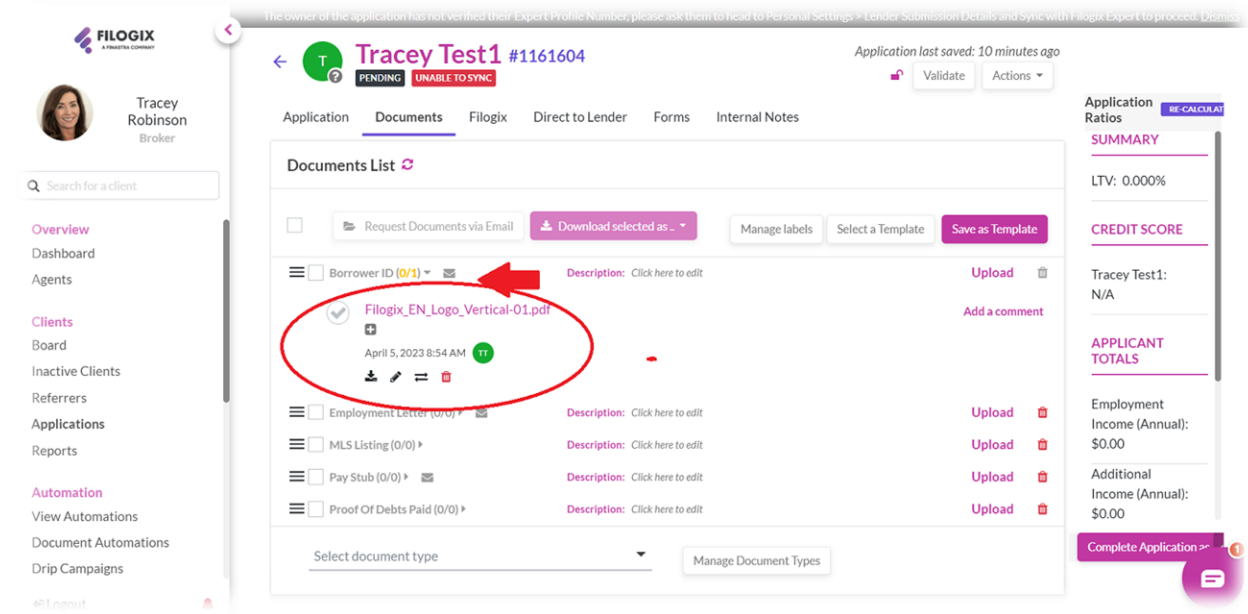 The owner of the application has not verified their Expert Profile Number, please ask them to head to Personal Settings > Lender Submission Details and Sync with Filogix Expert to proceed. Dismiss
FILOGIX
A FINASTRA COMPANY
Tracey
Robinson
Broker
Search for a client
Overview
Dashboard
Agents
Clients
Board
Inactive Clients
Referrers
Applications
Reports
Automation
View Automations
Document Automations
Drip Campaigns
Logout
T
?
Tracey Test1 #1161604
PENDING UNABLE TO SYNC
Application last saved: 10 minutes ago
Validate Actions
Application Documents Filogix Direct to Lender Forms Internal Notes
Documents List
Request Documents via Email Download selected as .. Manage labels Select a Template Save as Template
Borrower ID (0/1) Description: Click here to edit Upload
Filogix_EN_Logo_Vertical-01.pdf Add a comment
April 5, 2023 8:54 AM TT
Employment Letter (0/0) Description: Click here to edit Upload
MLS Listing (0/0) Description: Click here to edit Upload
Pay Stub (0/0) Description: Click here to edit Upload
Proof Of Debts Paid (0/0) Description: Click here to edit Upload
Select document type Manage Document Types
Application
Ratios
RE-CALCULAT
SUMMARY
LTV: 0.000%
CREDIT SCORE
Tracey Test1:
N/A
APPLICANT
TOTALS
Employment
Income (Annual):
$0.00
Additional
Income (Annual):
$0.00
Complete Application as
1